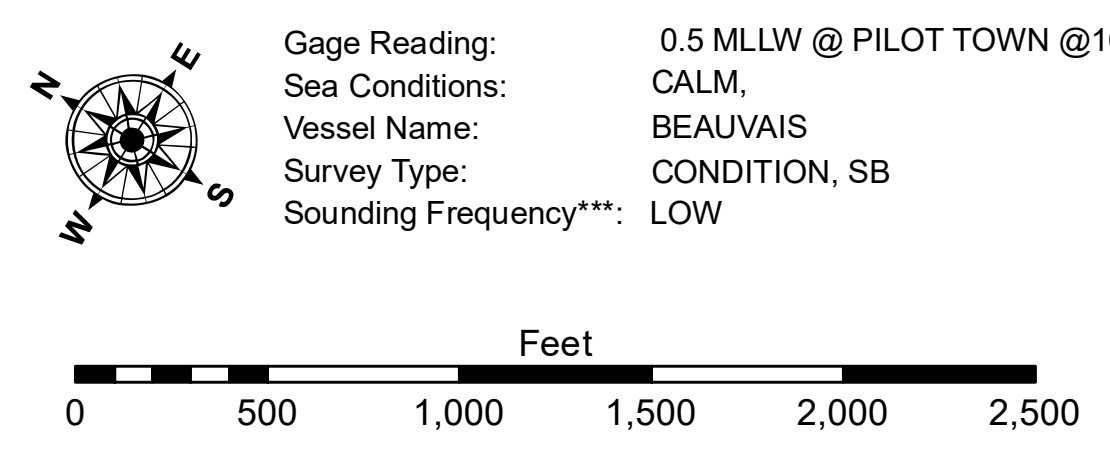 N
E
S
W
Gage Reading: 0.5 MLLW @ PILOT TOWN
Sea Conditions: CALM,
Vessel Name: BEAUVAIS
Survey Type: CONDITION, SB
Sounding Frequency***: LOW
Feet
0 500 1,000 1,500 2,000 2,500